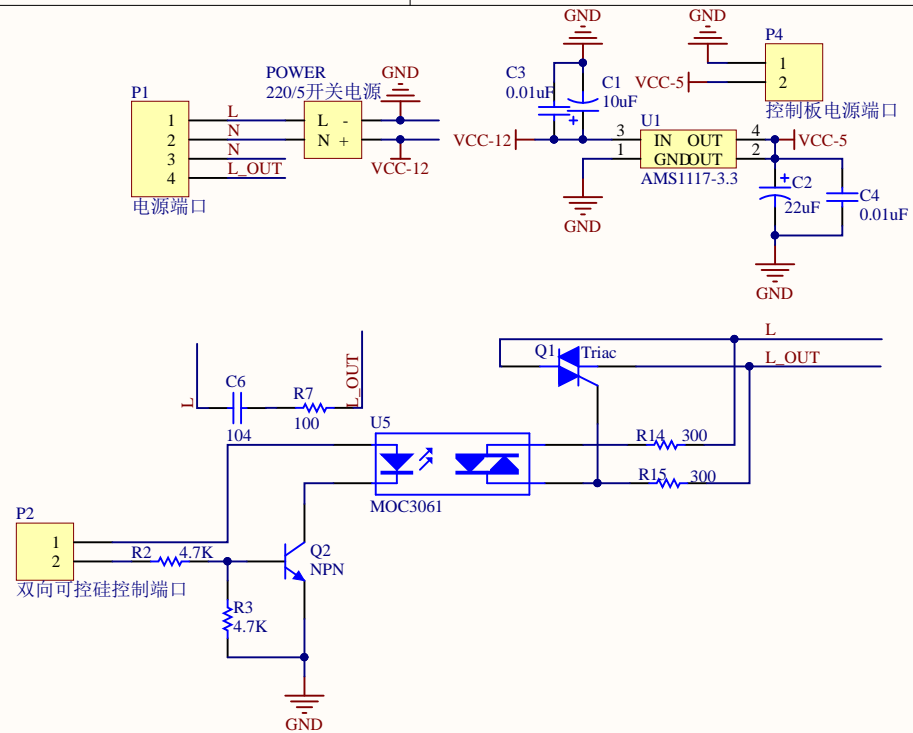 GND
GND
P4
1
2
VCC-5
控制板电源端口
C3
0.01uF
C1
10uF
+
POWER
220/5开关电源
L -
N +
GND
VCC-12
P1
1
2
3
4
L
N
N
L_OUT
电源端口
VCC-12
3
1
U1
IN OUT
GND OUT
AMS1117-3.3
4
2
VCC-5
GND
+
C2
22uF
C4
0.01uF
GND
L
L_OUT
Q1
Triac
L
C6
104
R7
100
L_OUT
U5
MOC3061
R14 300
R15 300
P2
1
2
双向可控硅控制端口
R2 4.7K
Q2
NPN
R3
4.7K
GND